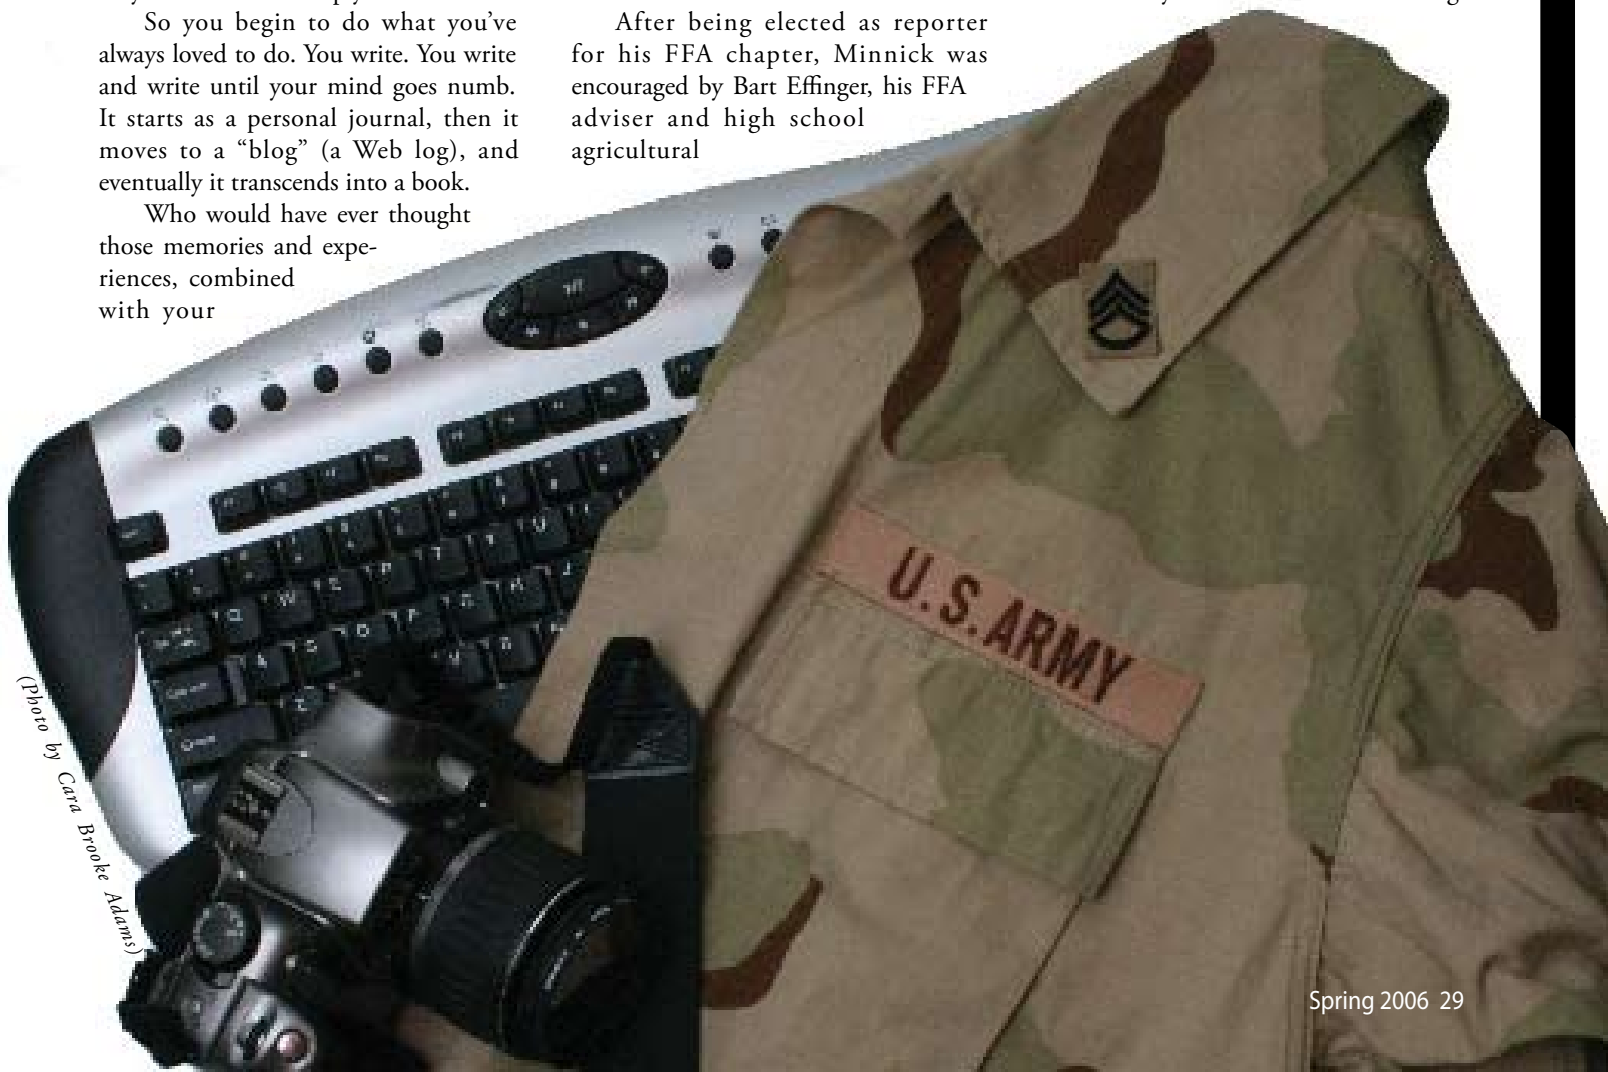 So you begin to do what you’ve
always loved to do. You write. You write
and write until your mind goes numb.
It starts as a personal journal, then it
moves to a “blog” (a Web log), and
eventually it transcends into a book.
Who would have ever thought
those memories and expe-
riences, combined
with your
After being elected as reporter
for his FFA chapter, Minnick was
encouraged by Bart Effinger, his FFA
adviser and high school
agricultural
U.S. ARMY
(Photo by Cara Brooke Adams)
Spring 2006 29